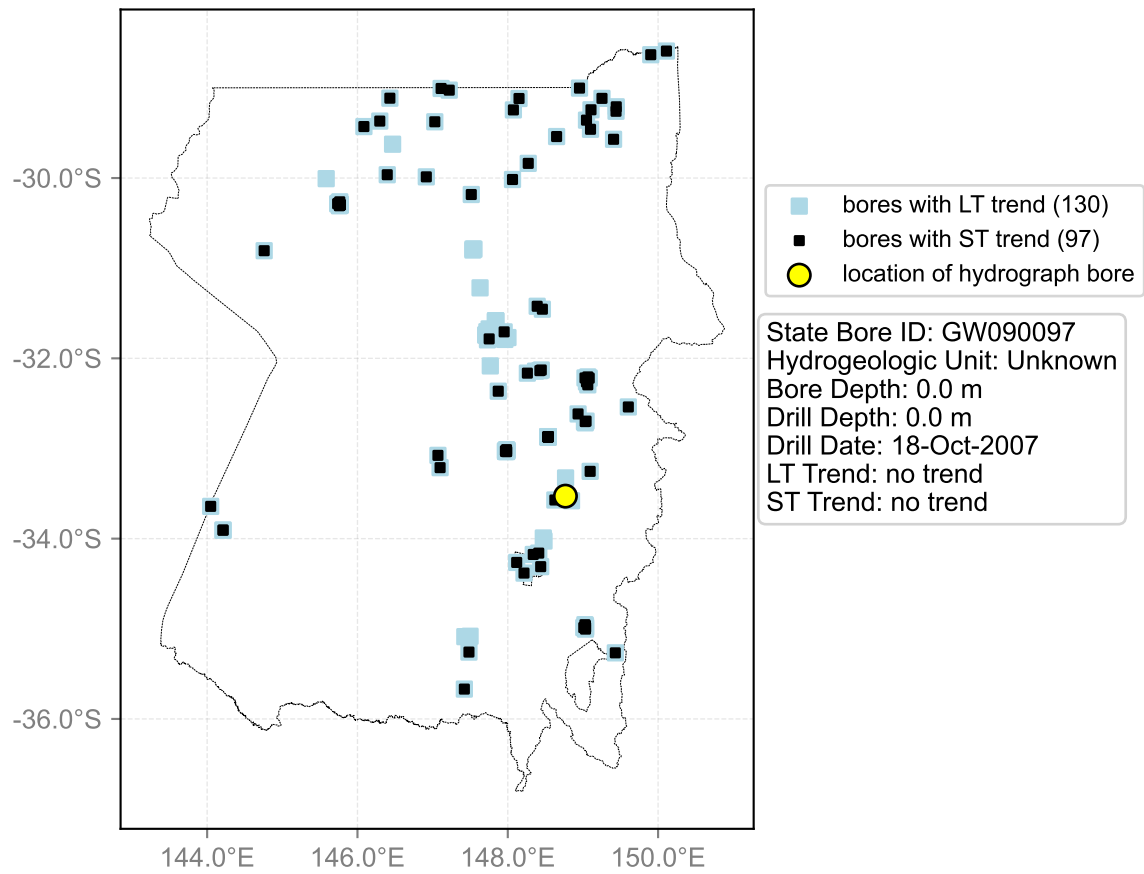 -30.0°S
-32.0°S
-34.0°S
-36.0°S
144.0°E 146.0°E 148.0°E 150.0°E
bores with LT trend (130)
bores with ST trend (97)
location of hydrograph bore
State Bore ID: GW090097
Hydrogeologic Unit: Unknown
Bore Depth: 0.0 m
Drill Depth: 0.0 m
Drill Date: 18-Oct-2007
LT Trend: no trend
ST Trend: no trend